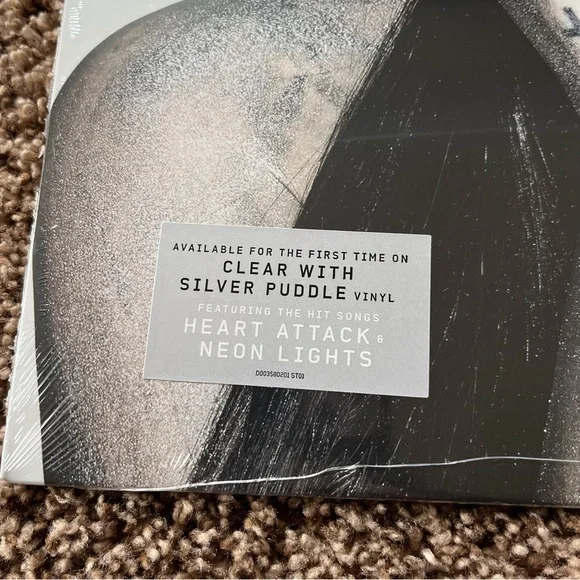 AVAILABLE FOR THE FIRST TIME ON
CLEAR WITH
SILVER PUDDLE VINYL
FEATURING THE HIT SONGS
HEART ATTACK &
NEON LIGHTS
D003580201 ST01